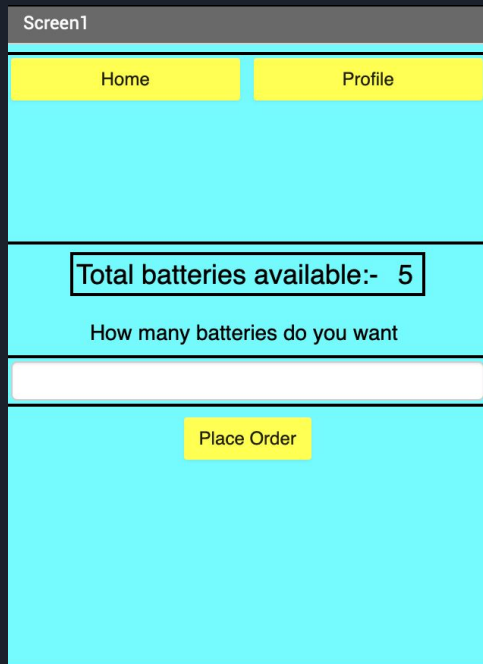 Screen1
Home Profile
Total batteries available:- 5
How many batteries do you want
Place Order